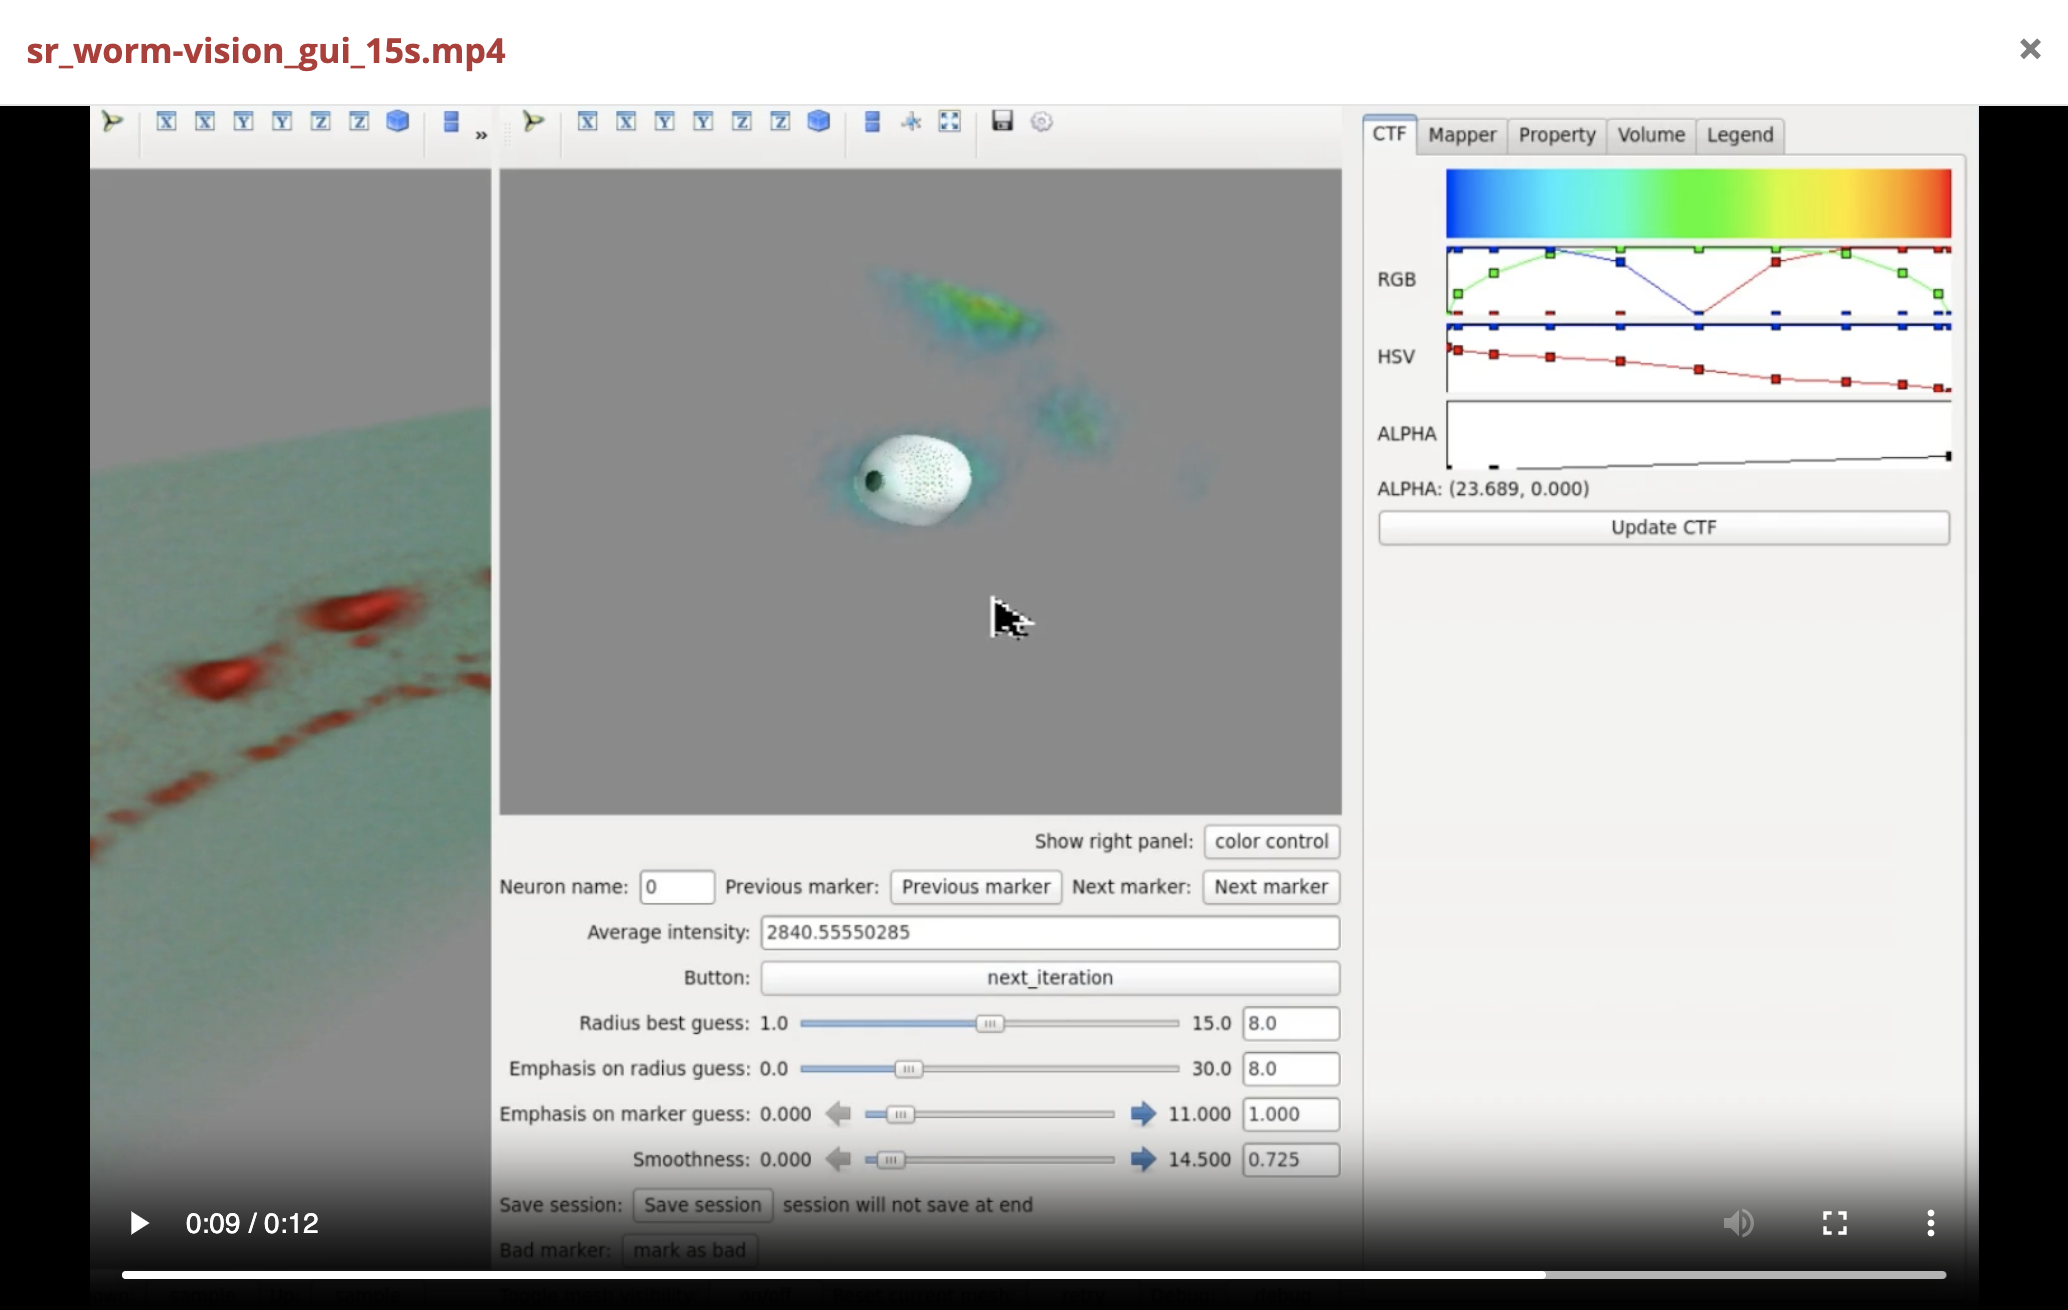 sr_worm-vision_gui_15s.mp4
X X Y Y Z Z »
X X Y Y Z Z
CTF Mapper Property Volume Legend
RGB
HSV
ALPHA
ALPHA: (23.689, 0.000)
Update CTF
Show right panel: color control
Neuron name: 0 Previous marker: Previous marker Next marker: Next marker
Average intensity: 2840.55550285
Button: next_iteration
Radius best guess: 1.0 15.0 8.0
Emphasis on radius guess: 0.0 30.0 8.0
Emphasis on marker guess: 0.000 11.000 1.000
Smoothness: 0.000 14.500 0.725
Save session: Save session session will not save at end
Bad marker: mark as bad
0:09 / 0:12